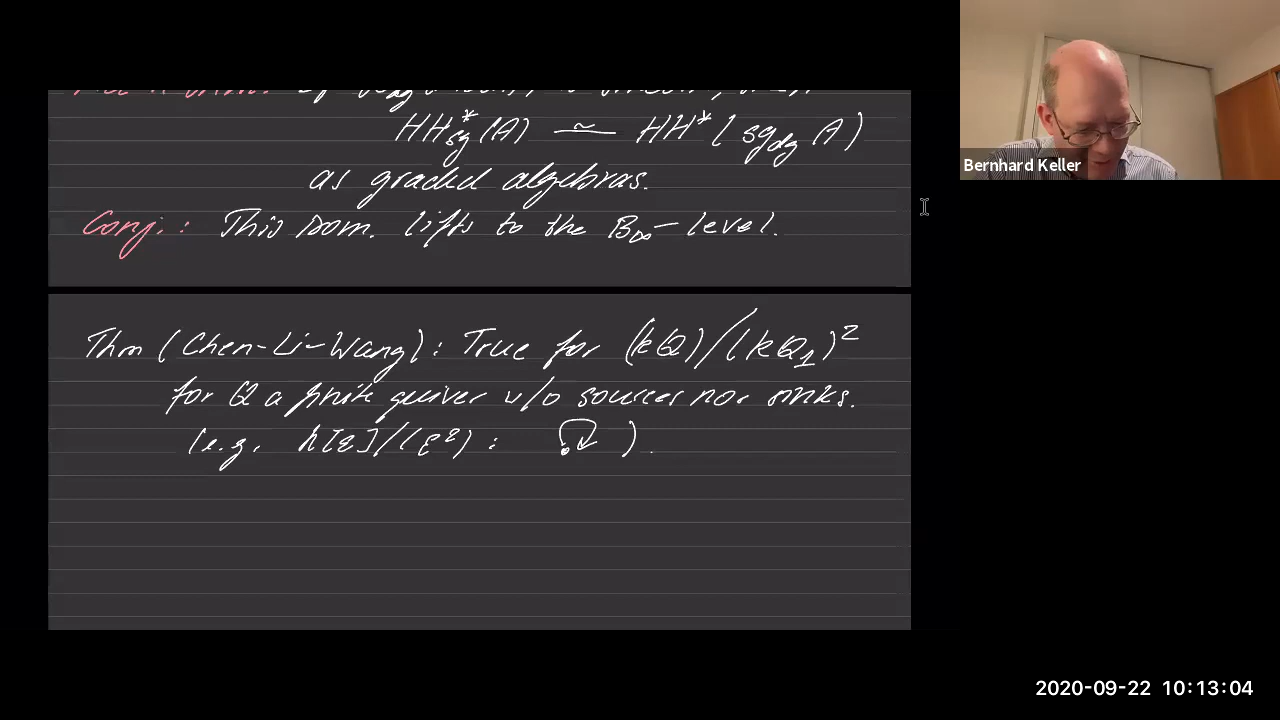 HH*sg(A) ≃ HH*(sgdg A)
as graded algebras.
Conj.: This isom. lifts to the B∞-level.
Thm (Chen-Li-Wang): True for (kQ)/(kQ1)²
for Q a finite quiver w/o sources nor sinks.
(e.g. k[ε]/(ε²): ).
Bernhard Keller
2020-09-22 10:13:04